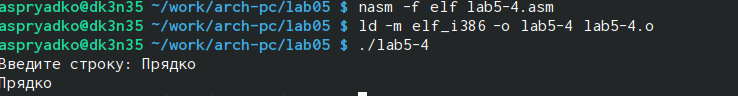 aspryadko@dk3n35 ~/work/arch-pc/lab05 $ nasm -f elf lab5-4.asm
aspryadko@dk3n35 ~/work/arch-pc/lab05 $ ld -m elf_i386 -o lab5-4 lab5-4.o
aspryadko@dk3n35 ~/work/arch-pc/lab05 $ ./lab5-4
Введите строку: Прядко
Прядко